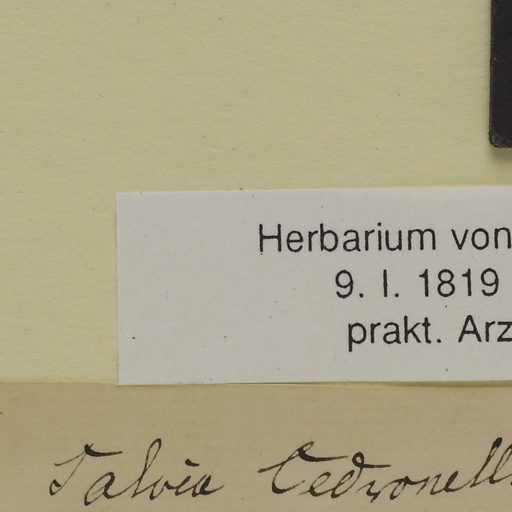 Herbarium von
9. I. 1819
prakt. Arz
Salvia Cedronell